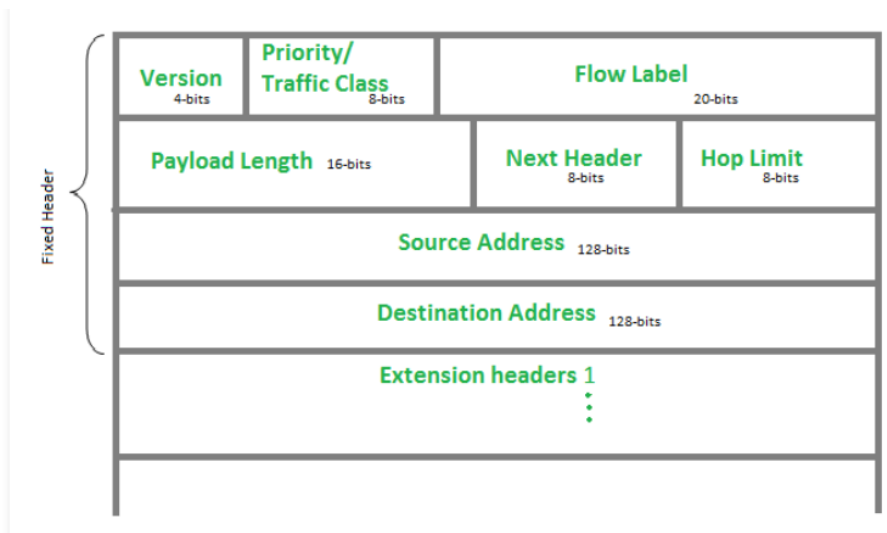 Fixed Header
Version
4-bits
Priority/
Traffic Class
8-bits
Flow Label
20-bits
Payload Length 16-bits
Next Header
8-bits
Hop Limit
8-bits
Source Address 128-bits
Destination Address 128-bits
Extension headers 1